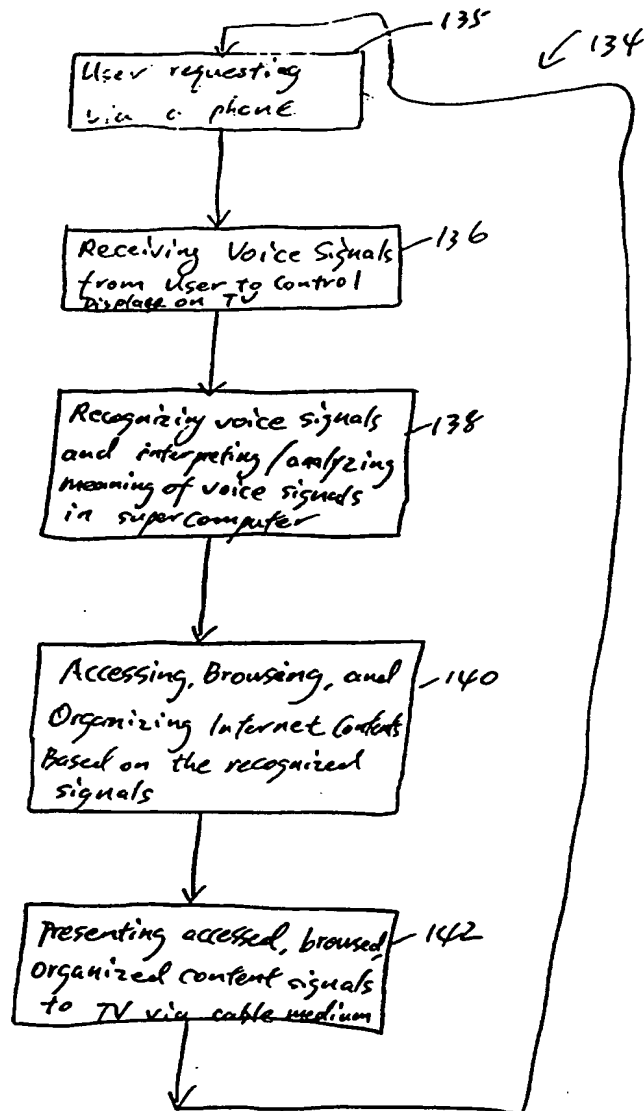 135
134
User requesting
via a phone
136
Receiving Voice Signals
from User to Control
Displays on TV
138
Recognizing voice signals
and interpreting/analyzing
meaning of voice signals
in supercomputer
140
Accessing, Browsing, and
Organizing Internet Contents
Based on the recognized
signals
142
Presenting accessed, browsed,
organized content signals
to TV via cable medium